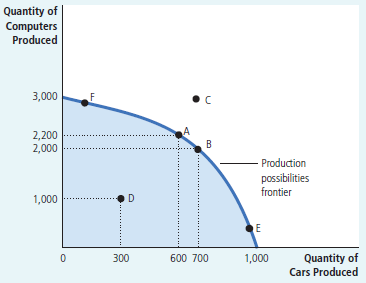 Quantity of
Computers
Produced
3,000
F
C
2,200
A
2,000
B
Production
possibilities
frontier
1,000
D
E
0
300
600
700
1,000
Quantity of
Cars Produced